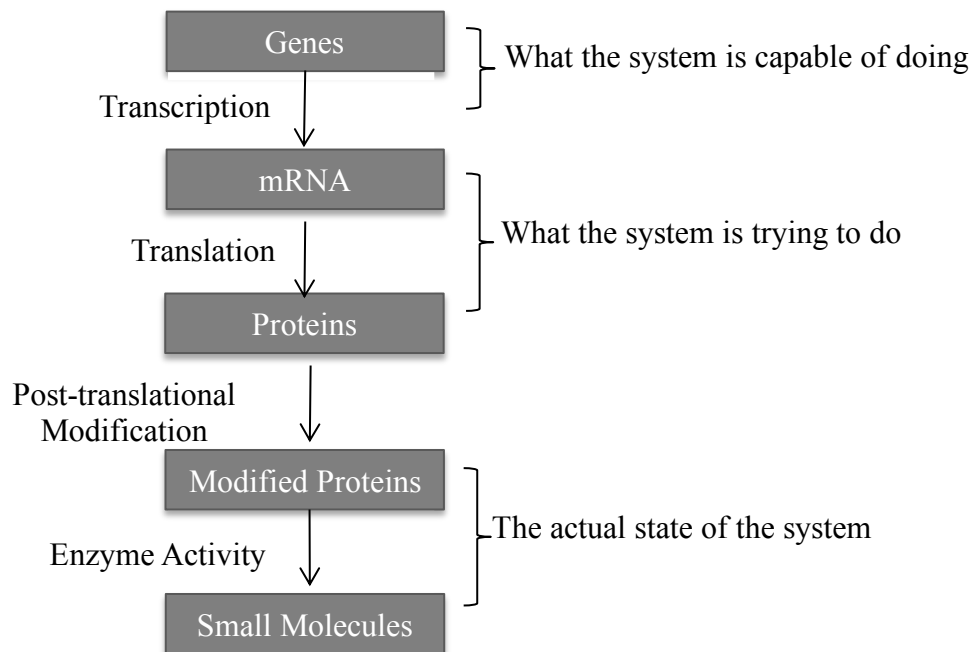 Genes
What the system is capable of doing
Transcription
mRNA
What the system is trying to do
Translation
Proteins
Post-translational
Modification
Modified Proteins
The actual state of the system
Enzyme Activity
Small Molecules